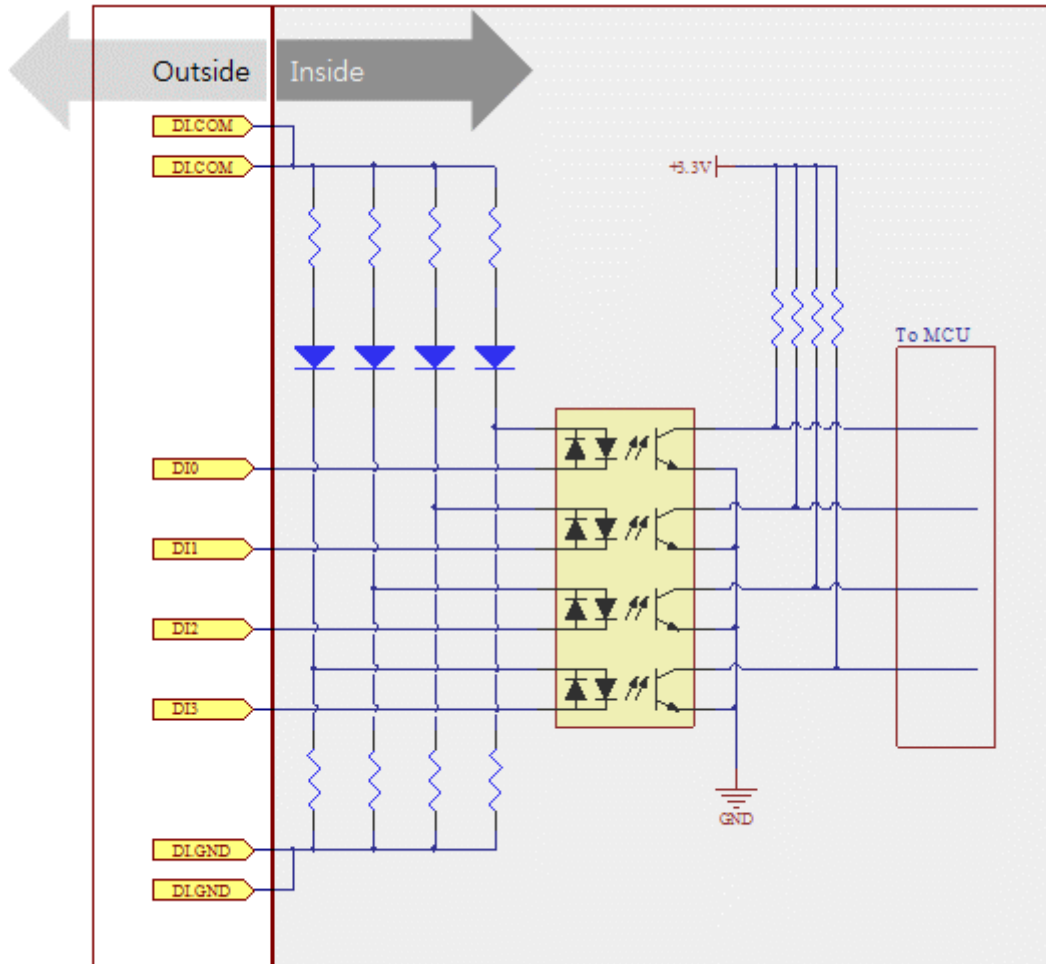 Outside
Inside
DI.COM
DI.COM
+3.3V
To MCU
DI0
DI1
DI2
DI3
GND
DI.GND
DI.GND